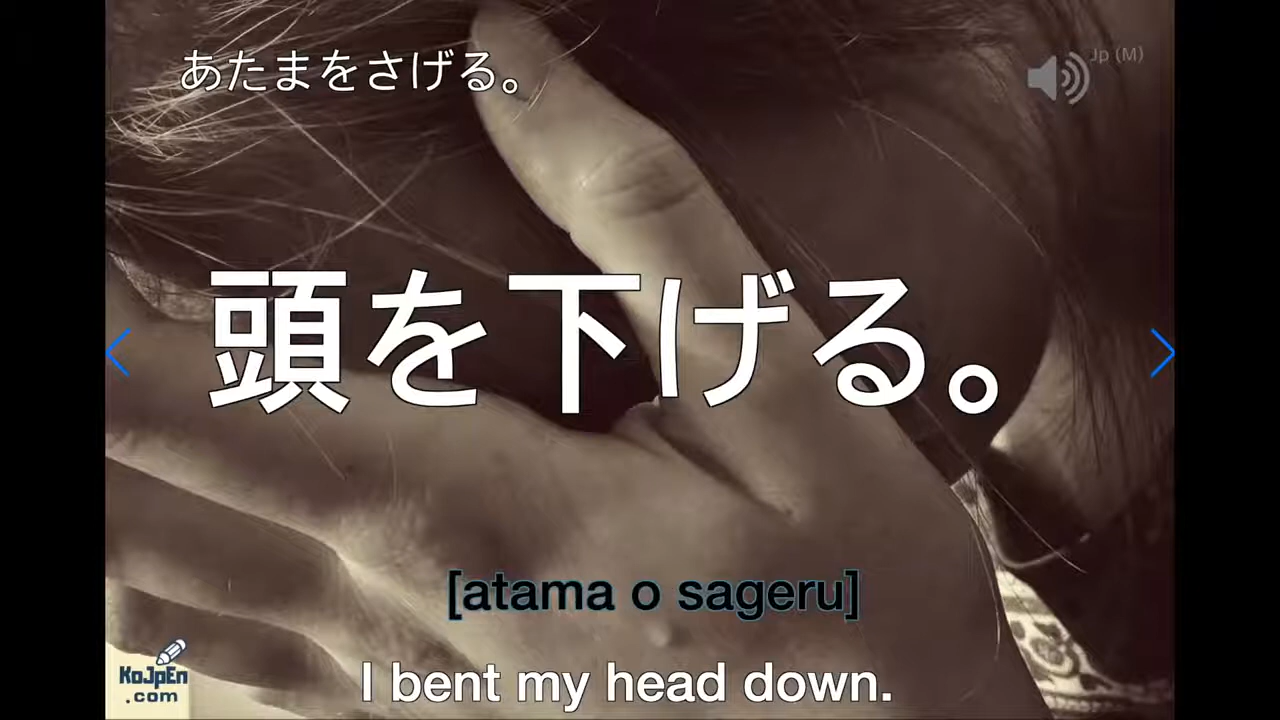 あたまをさげる。
Jp (M)
頭を下げる。
[atama o sageru]
I bent my head down.
KoJpEn
.com